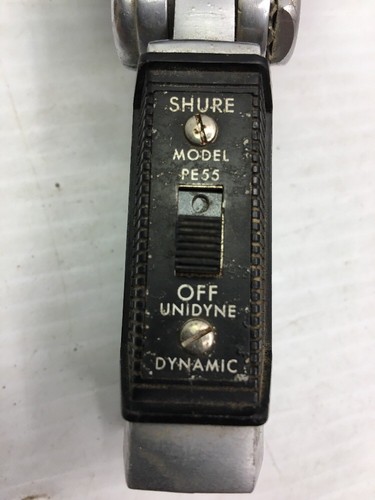 SHURE
MODEL
PE55
OFF
UNIDYNE
DYNAMIC